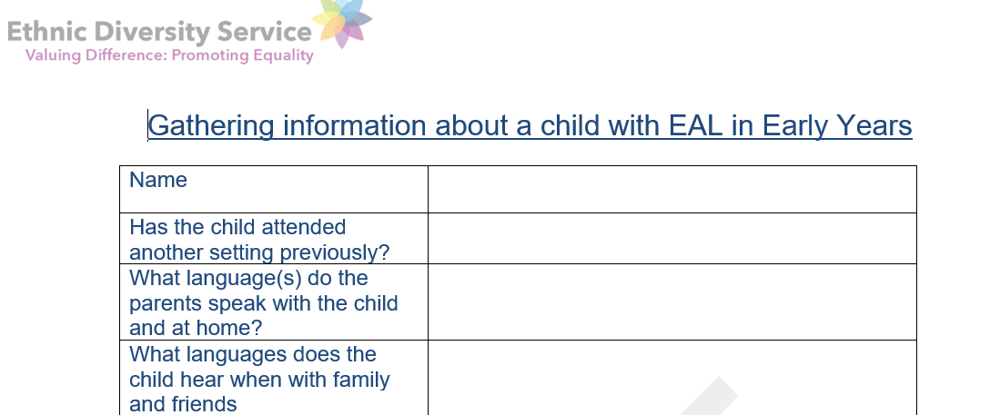 Ethnic Diversity Service
Valuing Difference: Promoting Equality
Gathering information about a child with EAL in Early Years
Name
Has the child attended
another setting previously?
What language(s) do the
parents speak with the child
and at home?
What languages does the
child hear when with family
and friends